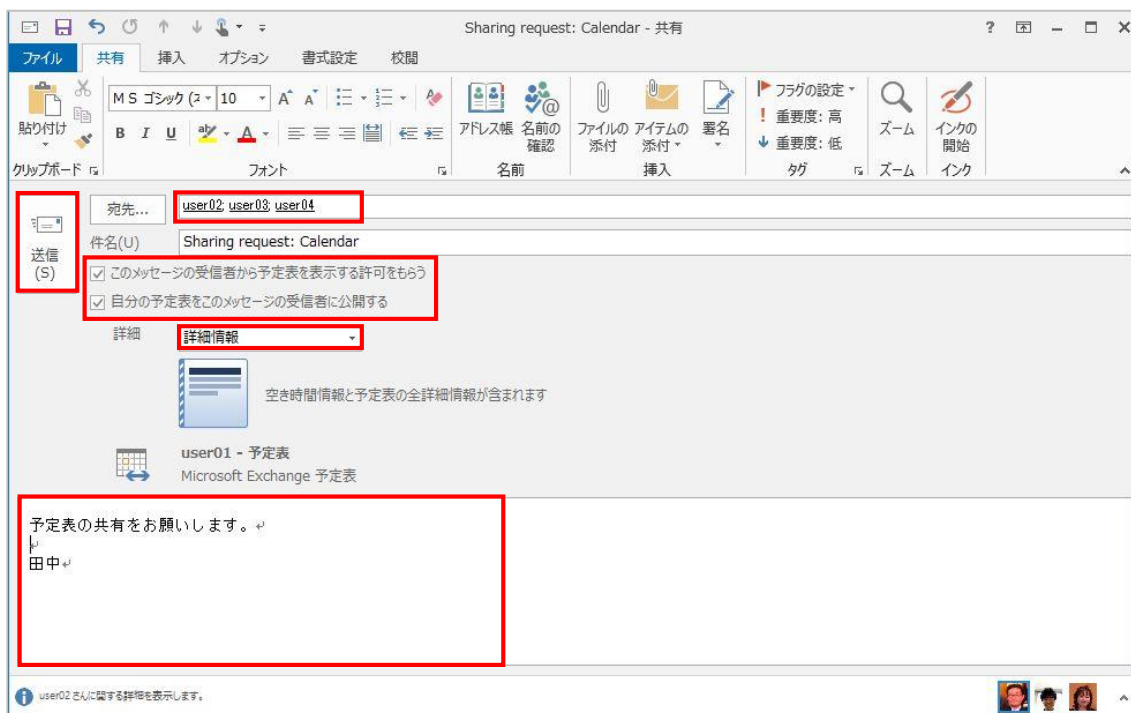 Sharing request: Calendar - 共有
ファイル 共有 挿入 オプション 書式設定 校閲
貼り付け
MS ゴシック (ス 10
B I U A
アドレス帳 名前の確認
ファイルの添付 アイテムの添付 署名
フラグの設定
! 重要度: 高
重要度: 低
ズーム
インクの開始
クリップボード フォント 名前 挿入 タグ ズーム インク
送信
(S)
宛先... user02; user03; user04
件名(U) Sharing request: Calendar
このメッセージの受信者から予定表を表示する許可をもらう
自分の予定表をこのメッセージの受信者に公開する
詳細 詳細情報
空き時間情報と予定表の全詳細情報が含まれます
user01 - 予定表
Microsoft Exchange 予定表
予定表の共有をお願いします。
田中
user02 さんに関する詳細を表示します。